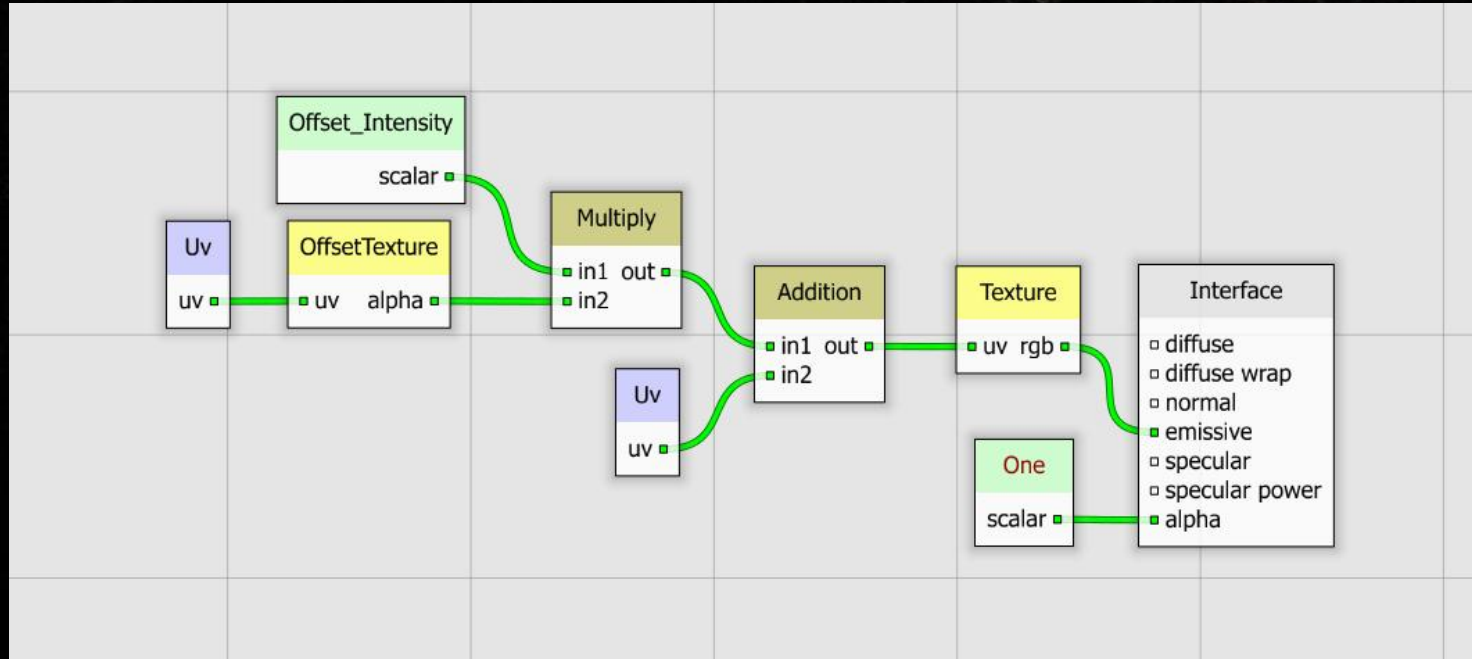 Offset_Intensity
scalar
Uv
uv
OffsetTexture
uv alpha
Multiply
in1 out
in2
Uv
uv
Addition
in1 out
in2
Texture
uv rgb
One
scalar
Interface
diffuse
diffuse wrap
normal
emissive
specular
specular power
alpha